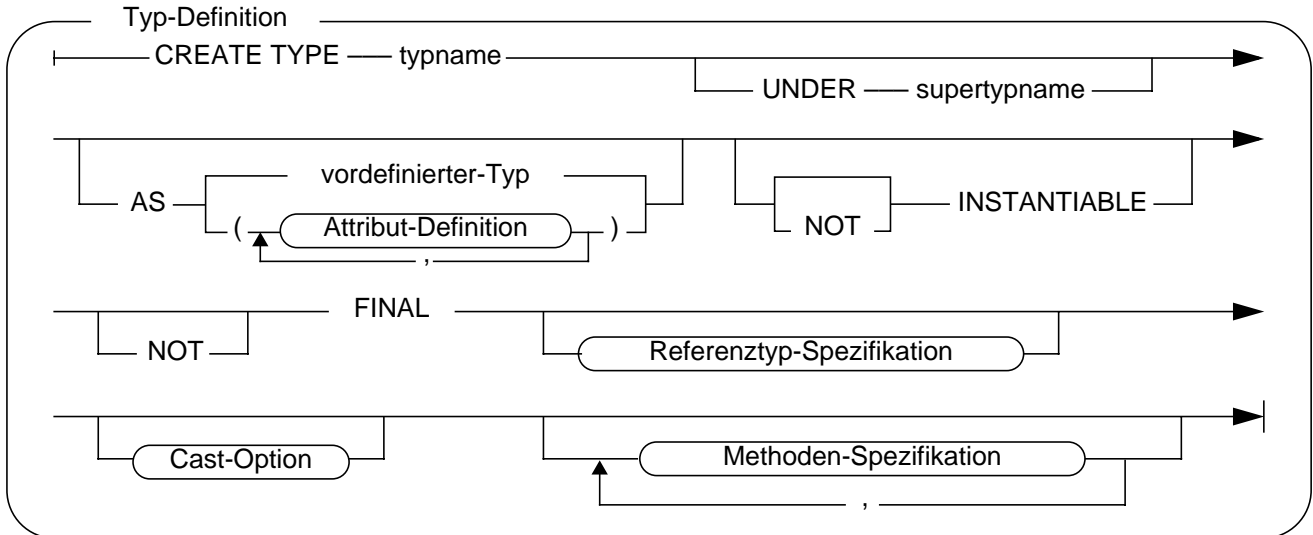 Typ-Definition
CREATE TYPE typname
UNDER supertypname
vordefinierter-Typ
AS
INSTANTIABLE
( Attribut-Definition )
NOT
,
FINAL
NOT
Referenztyp-Spezifikation
Cast-Option
Methoden-Spezifikation
,